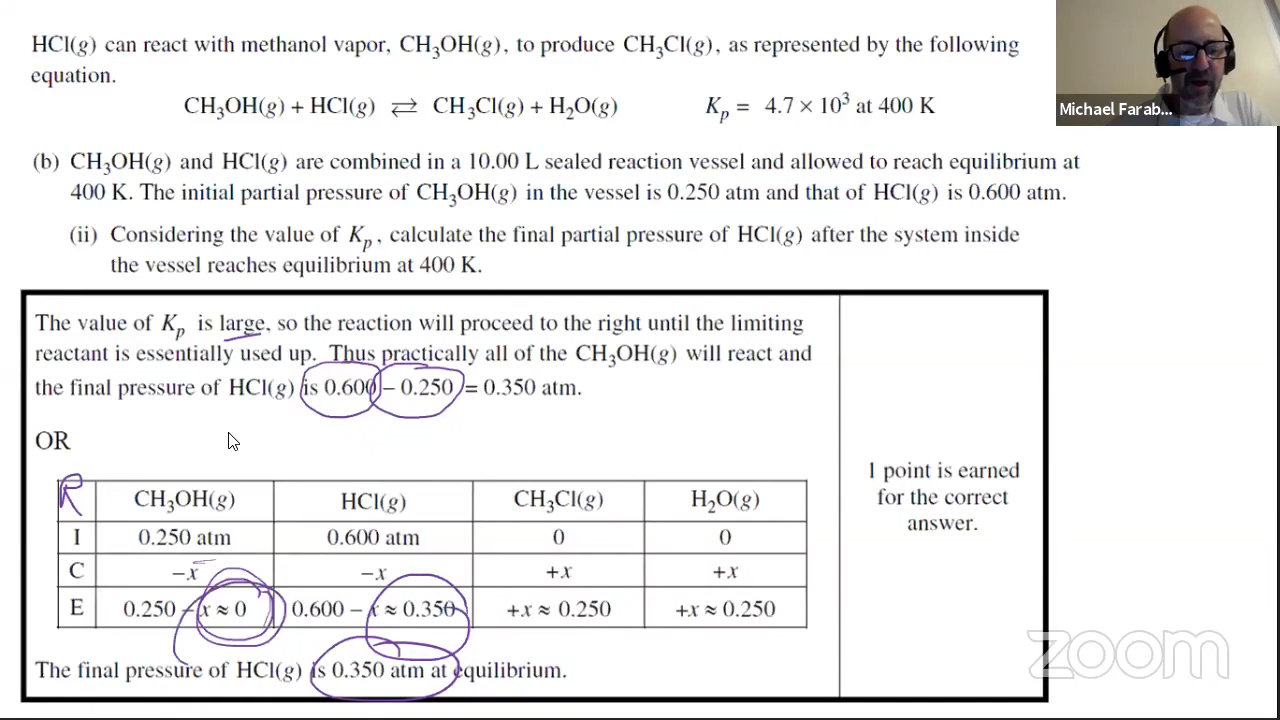 HCl(g) can react with methanol vapor, CH₃OH(g), to produce CH₃Cl(g), as represented by the following
equation.
CH₃OH(g) + HCl(g) ⇄ CH₃Cl(g) + H₂O(g) Kₚ = 4.7 × 10³ at 400 K
Michael Farab...
(b) CH₃OH(g) and HCl(g) are combined in a 10.00 L sealed reaction vessel and allowed to reach equilibrium at
400 K. The initial partial pressure of CH₃OH(g) in the vessel is 0.250 atm and that of HCl(g) is 0.600 atm.
(ii) Considering the value of Kₚ, calculate the final partial pressure of HCl(g) after the system inside
the vessel reaches equilibrium at 400 K.
The value of Kₚ is large, so the reaction will proceed to the right until the limiting
reactant is essentially used up. Thus practically all of the CH₃OH(g) will react and
the final pressure of HCl(g) is 0.600 − 0.250 = 0.350 atm.
OR
R CH₃OH(g) HCl(g) CH₃Cl(g) H₂O(g)
I 0.250 atm 0.600 atm 0 0
C −x −x +x +x
E 0.250 − x ≈ 0 0.600 − x ≈ 0.350 +x ≈ 0.250 +x ≈ 0.250
The final pressure of HCl(g) is 0.350 atm at equilibrium.
1 point is earned
for the correct
answer.
zoom